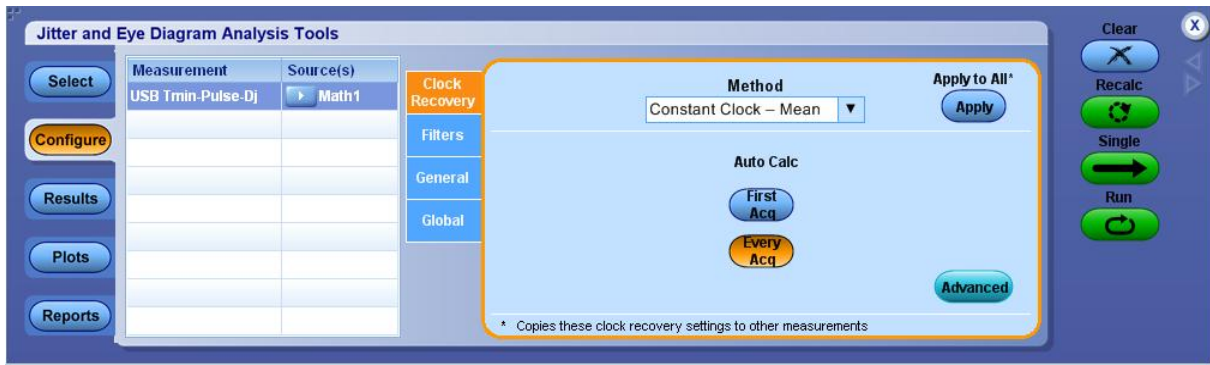 Jitter and Eye Diagram Analysis Tools
Select
Configure
Results
Plots
Reports
Measurement Source(s)
USB Tmin-Pulse-Dj Math1
Clock
Recovery
Filters
General
Global
Method
Constant Clock – Mean
Apply to All*
Apply
Auto Calc
First
Acq
Every
Acq
Advanced
* Copies these clock recovery settings to other measurements
Clear
X
Recalc
Single
Run